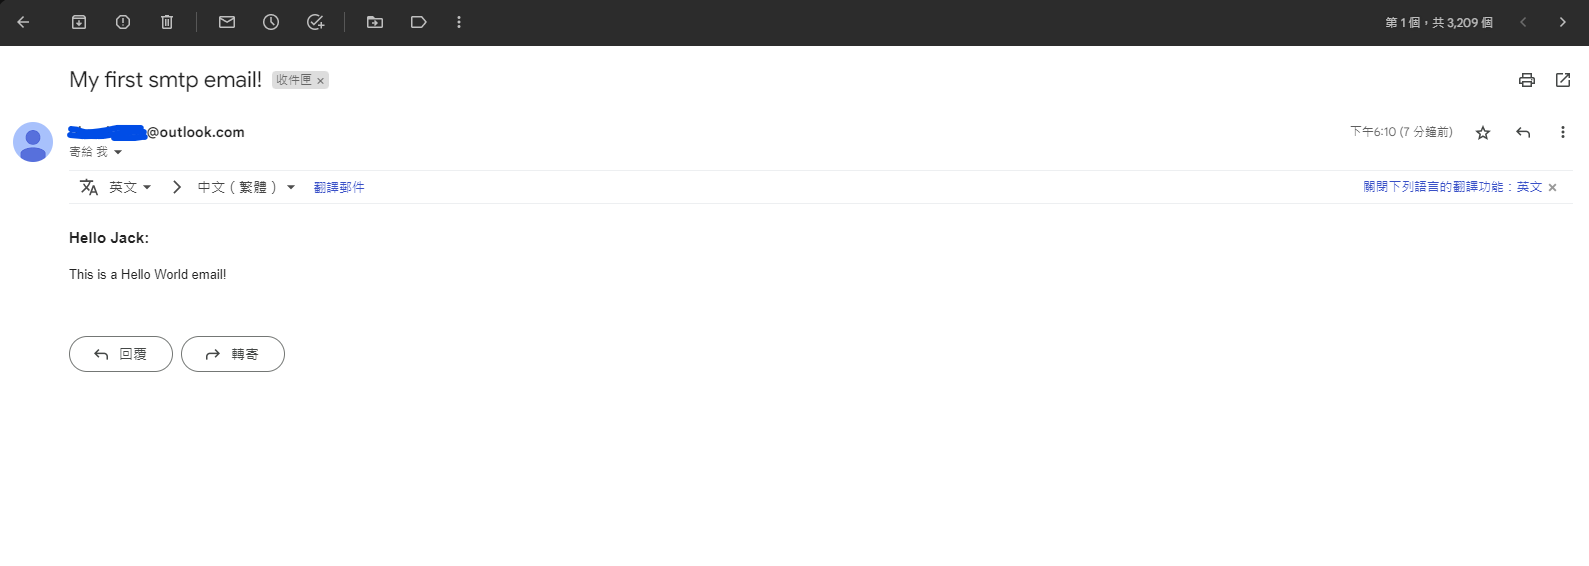 第 1 個，共 3,209 個
My first smtp email! 收件匣 ×
@outlook.com 下午6:10 (7 分鐘前)
寄給 我
英文 中文（繁體） 翻譯郵件 關閉下列語言的翻譯功能：英文 ×
Hello Jack:
This is a Hello World email!
回覆 轉寄